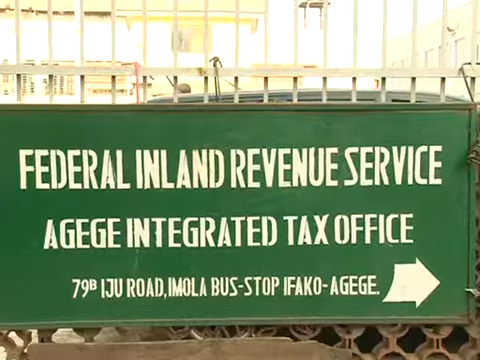 FEDERAL INLAND REVENUE SERVICE
AGEGE INTEGRATED TAX OFFICE
79B IJU ROAD, IMOLA BUS-STOP IFAKO-AGEGE.